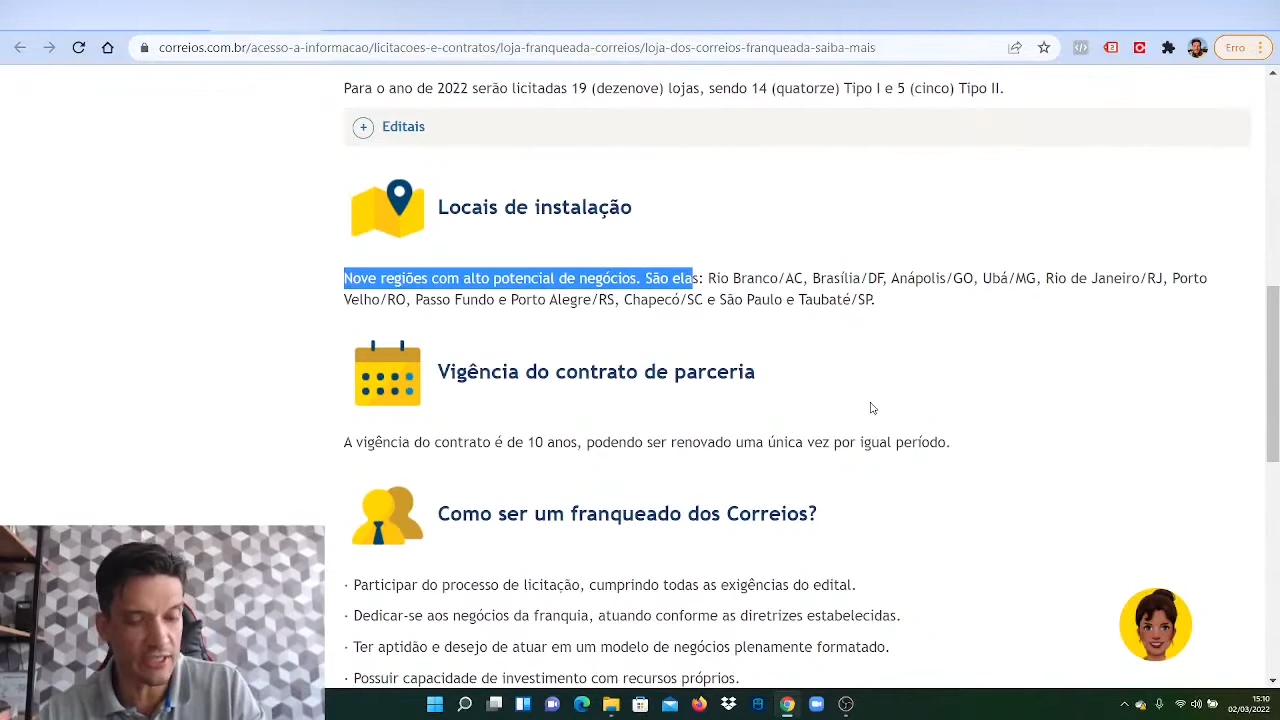 correios.com.br/acesso-a-informacao/licitacoes-e-contratos/loja-franqueada-correios/loja-dos-correios-franqueada-saiba-mais
Erro
Para o ano de 2022 serão licitadas 19 (dezenove) lojas, sendo 14 (quatorze) Tipo I e 5 (cinco) Tipo II.
+ Editais
Locais de instalação
Nove regiões com alto potencial de negócios. São elas: Rio Branco/AC, Brasília/DF, Anápolis/GO, Ubá/MG, Rio de Janeiro/RJ, Porto
Velho/RO, Passo Fundo e Porto Alegre/RS, Chapecó/SC e São Paulo e Taubaté/SP.
Vigência do contrato de parceria
A vigência do contrato é de 10 anos, podendo ser renovado uma única vez por igual período.
Como ser um franqueado dos Correios?
· Participar do processo de licitação, cumprindo todas as exigências do edital.
· Dedicar-se aos negócios da franquia, atuando conforme as diretrizes estabelecidas.
· Ter aptidão e desejo de atuar em um modelo de negócios plenamente formatado.
· Possuir capacidade de investimento com recursos próprios.
15:10
02/03/2022